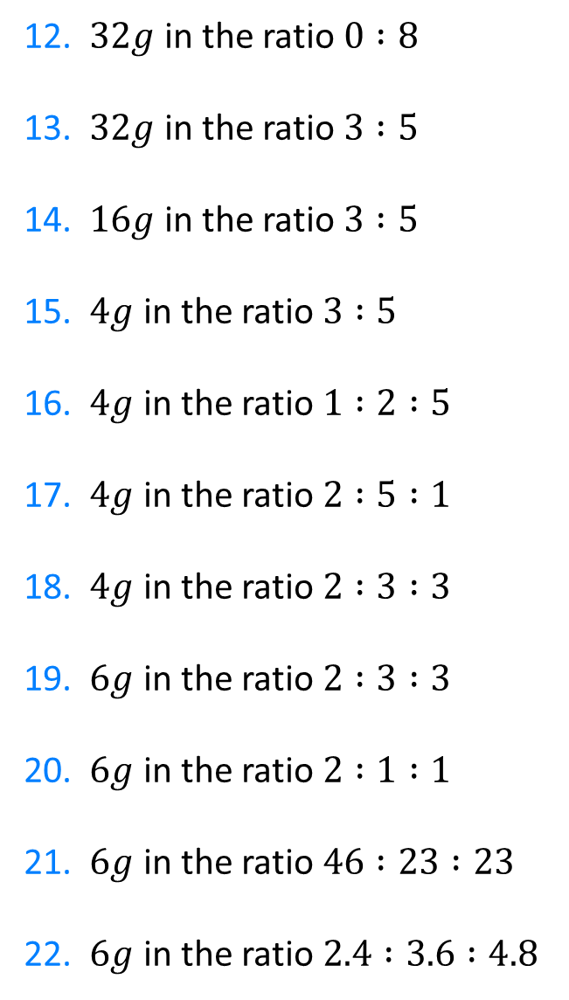 12. 32g in the ratio 0 : 8
13. 32g in the ratio 3 : 5
14. 16g in the ratio 3 : 5
15. 4g in the ratio 3 : 5
16. 4g in the ratio 1 : 2 : 5
17. 4g in the ratio 2 : 5 : 1
18. 4g in the ratio 2 : 3 : 3
19. 6g in the ratio 2 : 3 : 3
20. 6g in the ratio 2 : 1 : 1
21. 6g in the ratio 46 : 23 : 23
22. 6g in the ratio 2.4 : 3.6 : 4.8